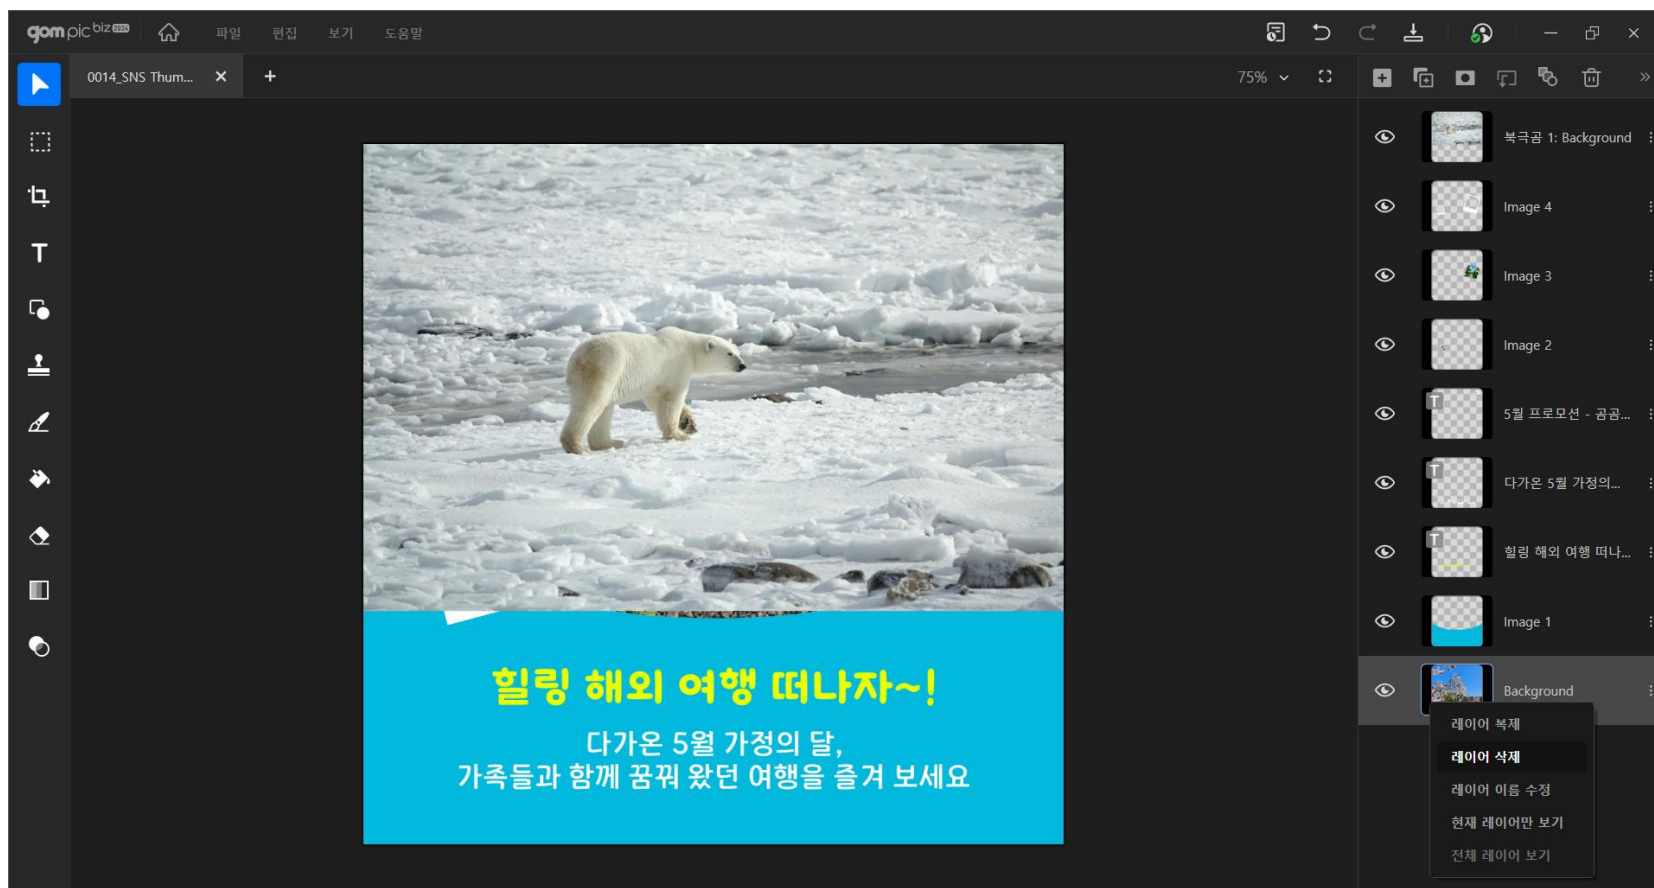 gom pic biz 2024 파일 편집 보기 도움말
0014_SNS Thum...
75%
북극곰 1: Background
Image 4
Image 3
Image 2
T 5월 프로모션 - 곰곰...
T 다가온 5월 가정의...
T 힐링 해외 여행 떠나...
Image 1
Background
레이어 복제
레이어 삭제
레이어 이름 수정
현재 레이어만 보기
전체 레이어 보기
T
힐링 해외 여행 떠나자~!
다가온 5월 가정의 달,
가족들과 함께 꿈꿔 왔던 여행을 즐겨 보세요